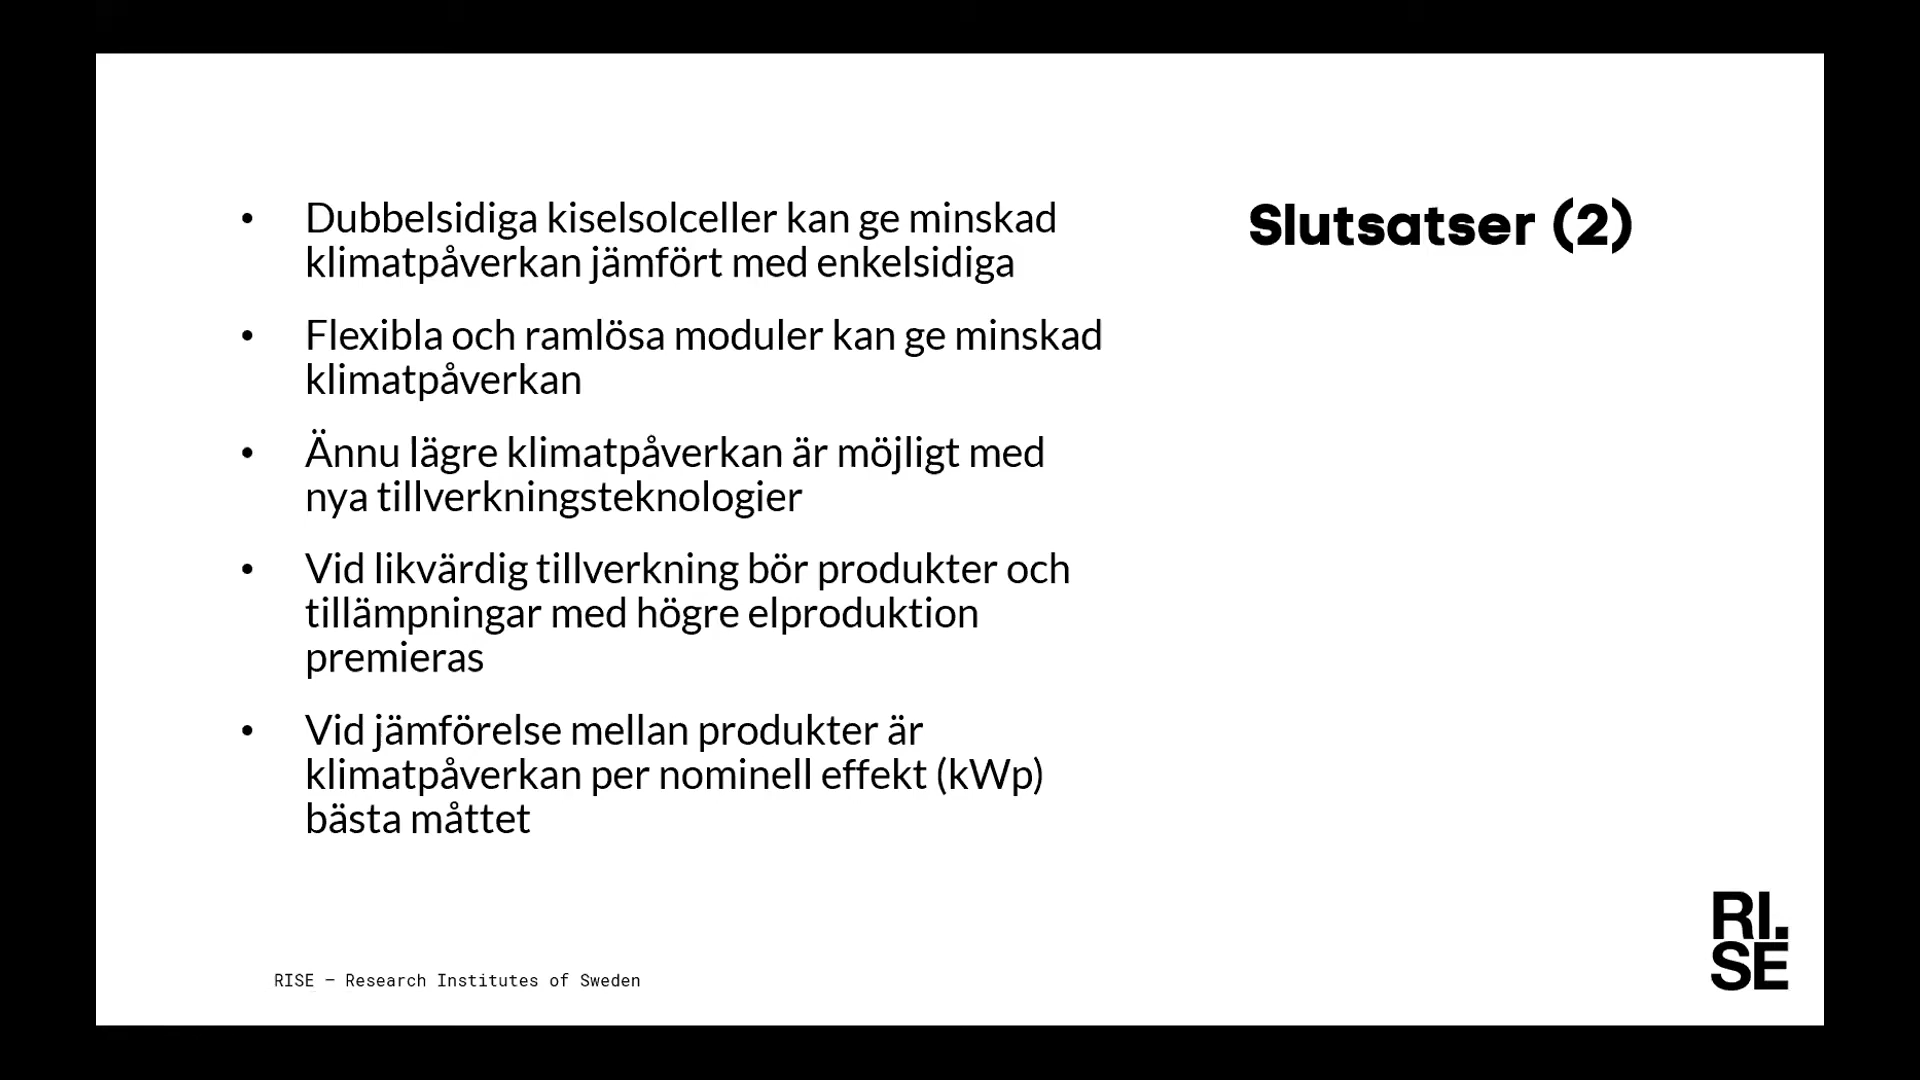 Slutsatser (2)
• Dubbelsidiga kiselsolceller kan ge minskad
klimatpåverkan jämfört med enkelsidiga
• Flexibla och ramlösa moduler kan ge minskad
klimatpåverkan
• Ännu lägre klimatpåverkan är möjligt med
nya tillverkningsteknologier
• Vid likvärdig tillverkning bör produkter och
tillämpningar med högre elproduktion
premieras
• Vid jämförelse mellan produkter är
klimatpåverkan per nominell effekt (kWp)
bästa måttet
RISE — Research Institutes of Sweden
RI.
SE